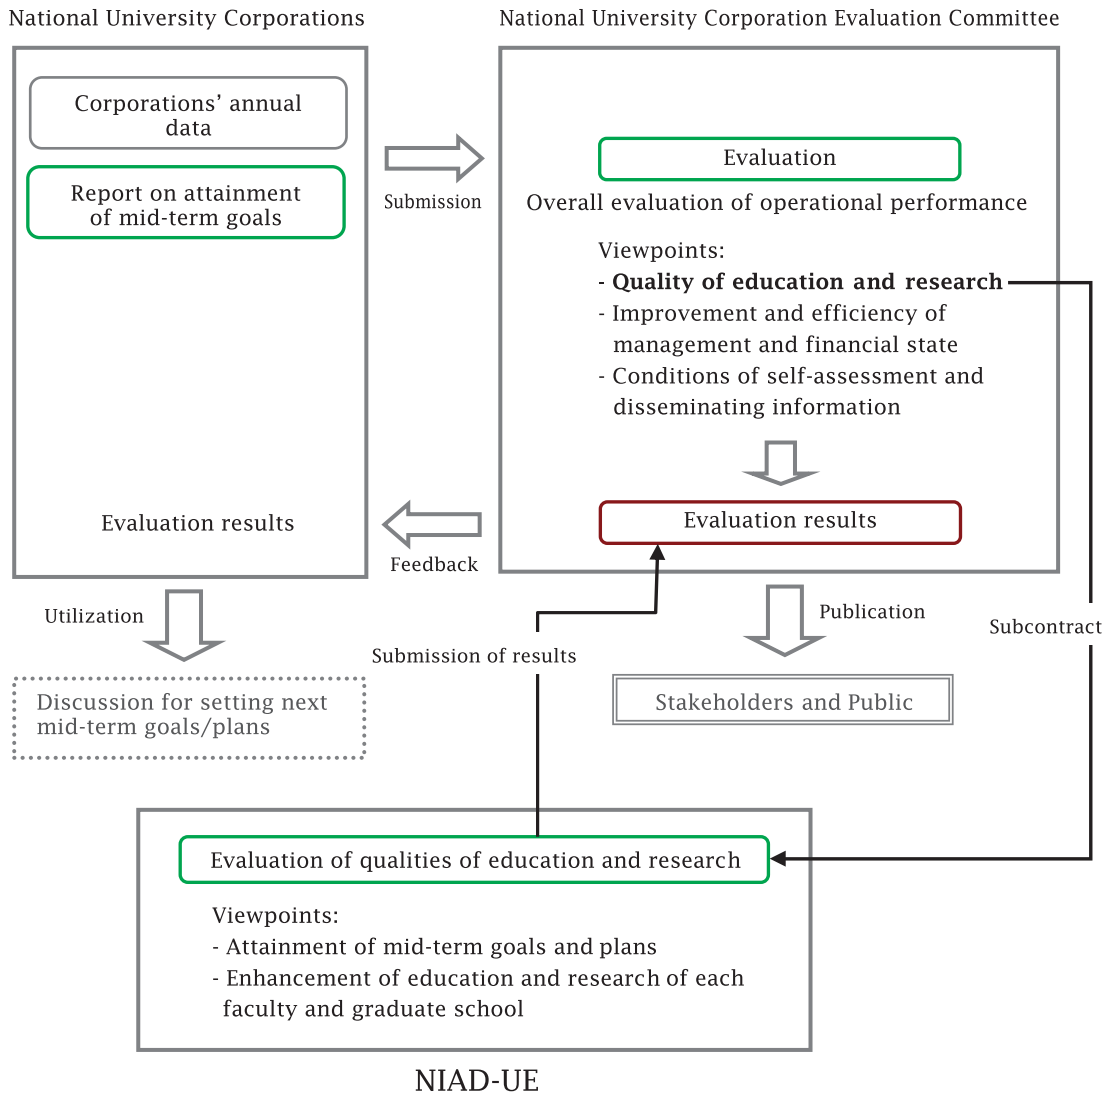 National University Corporations
Corporations’ annual
data
Report on attainment
of mid-term goals
Submission
National University Corporation Evaluation Committee
Evaluation
Overall evaluation of operational performance
Viewpoints:
- Quality of education and research
- Improvement and efficiency of
management and financial state
- Conditions of self-assessment and
disseminating information
Evaluation results
Feedback
Evaluation results
Utilization
Discussion for setting next
mid-term goals/plans
Submission of results
Publication
Stakeholders and Public
Subcontract
Evaluation of qualities of education and research
Viewpoints:
- Attainment of mid-term goals and plans
- Enhancement of education and research of each
faculty and graduate school
NIAD-UE